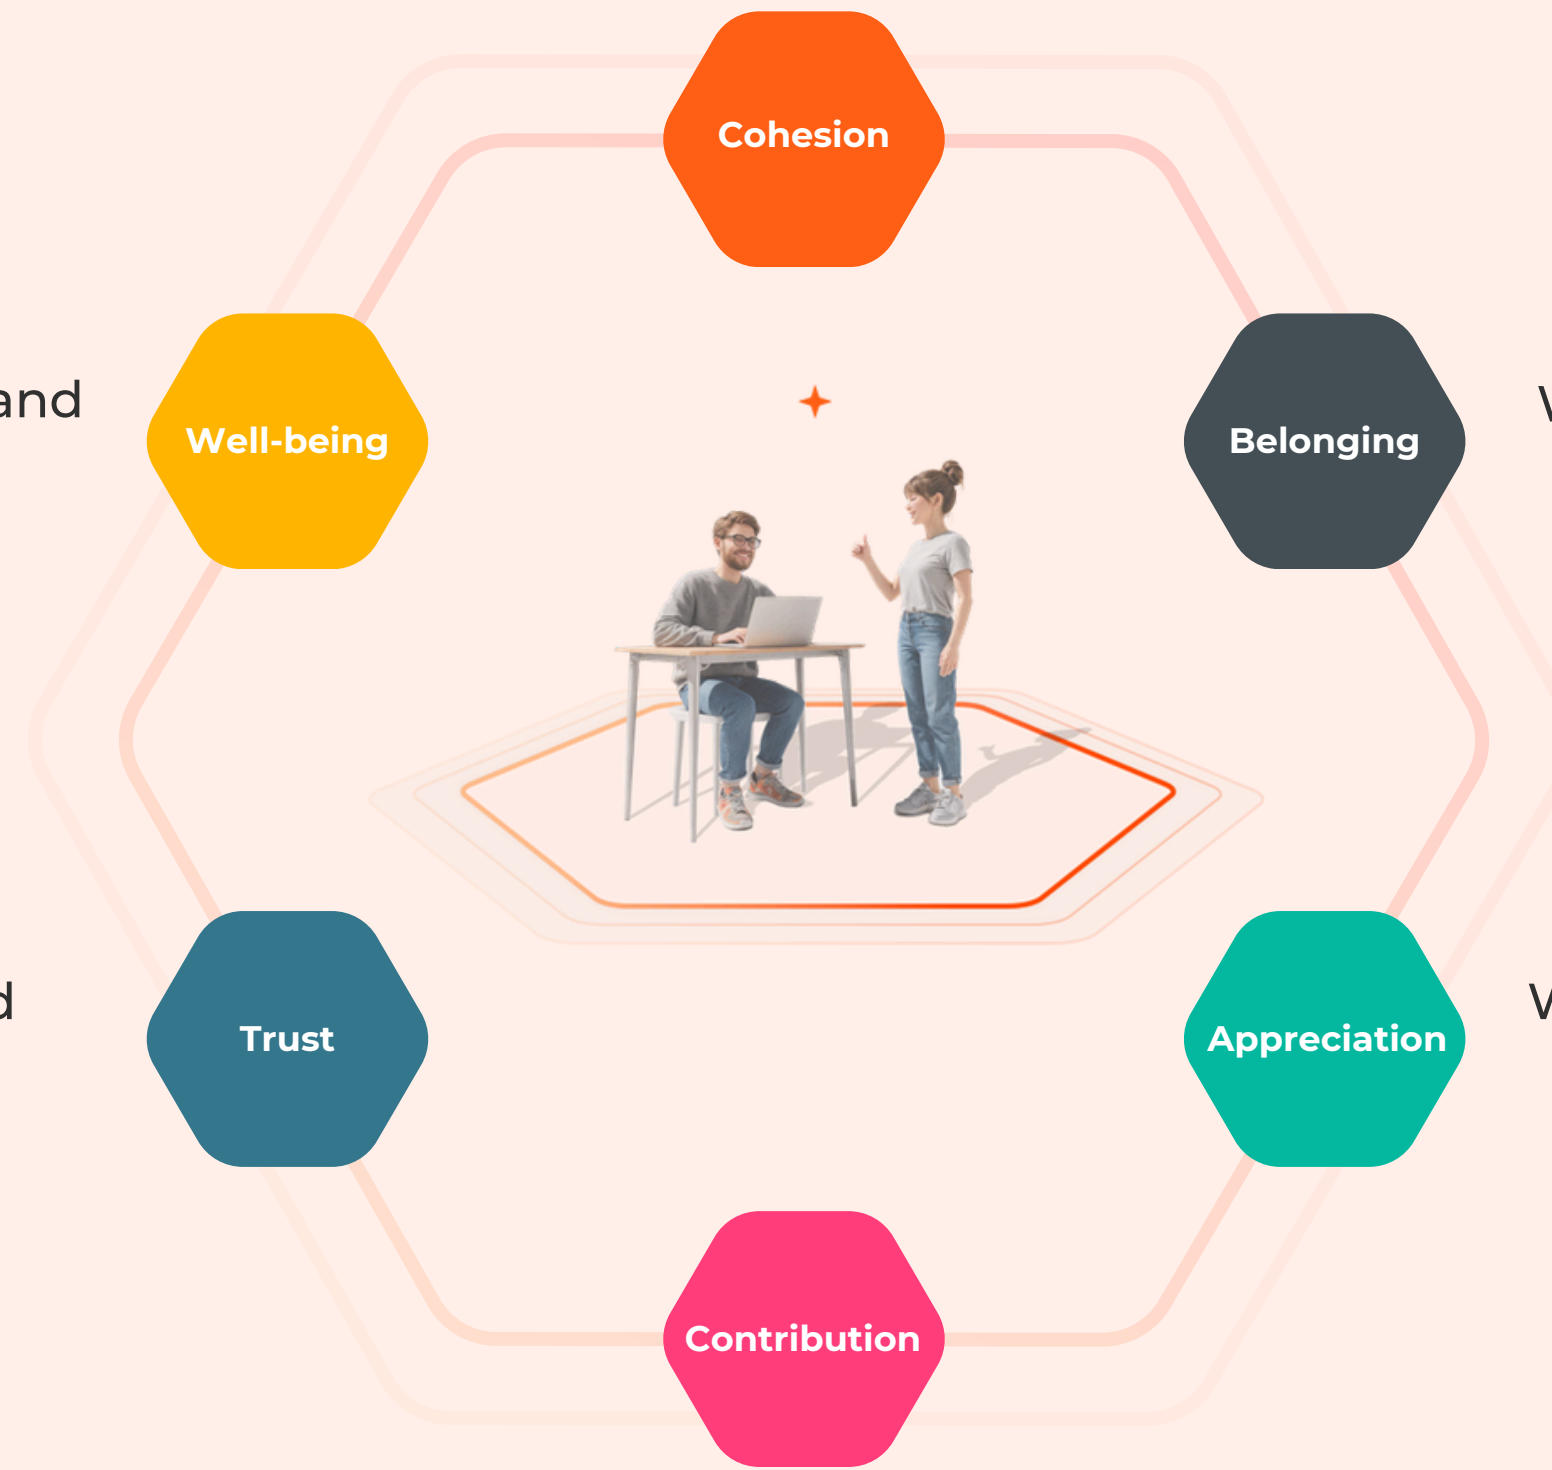 Cohesion
and
Well-being
Belonging
Trust
Appreciation
Contribution